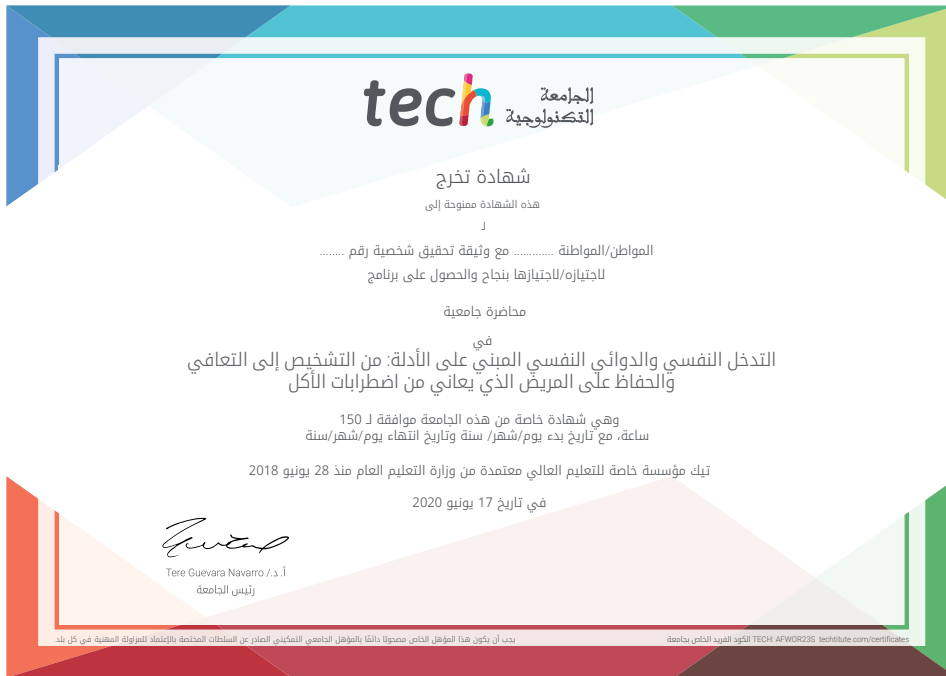 tech الجامعة
التكنولوجية
شهادة تخرج
هذه الشهادة ممنوحة إلى
لـ
المواطن/المواطنة ............ مع وثيقة تحقيق شخصية رقم ........
لاجتيازه/لاجتيازها بنجاح والحصول على برنامج
محاضرة جامعية
في
التدخل النفسي والدوائي النفسي المبني على الأدلة: من التشخيص إلى التعافي
والحفاظ على المريض الذي يعاني من اضطرابات الأكل
وهي شهادة خاصة من هذه الجامعة موافقة لـ 150
ساعة، مع تاريخ بدء يوم/شهر/ سنة وتاريخ انتهاء يوم/شهر/سنة
تيك مؤسسة خاصة للتعليم العالي معتمدة من وزارة التعليم العام منذ 28 يونيو 2018
في تاريخ 17 يونيو 2020
أ.د./ Tere Guevara Navarro
رئيس الجامعة
يجب أن يكون هذا المؤهل الخاص مصحوبًا دائمًا بالمؤهل الجامعي التمكيني الصادر عن السلطات المختصة بالإعتماد للمزاولة المهنية في كل بلد.
الكود الفريد الخاص بجامعة TECH: AFWOR23S techtitute.com/certificates